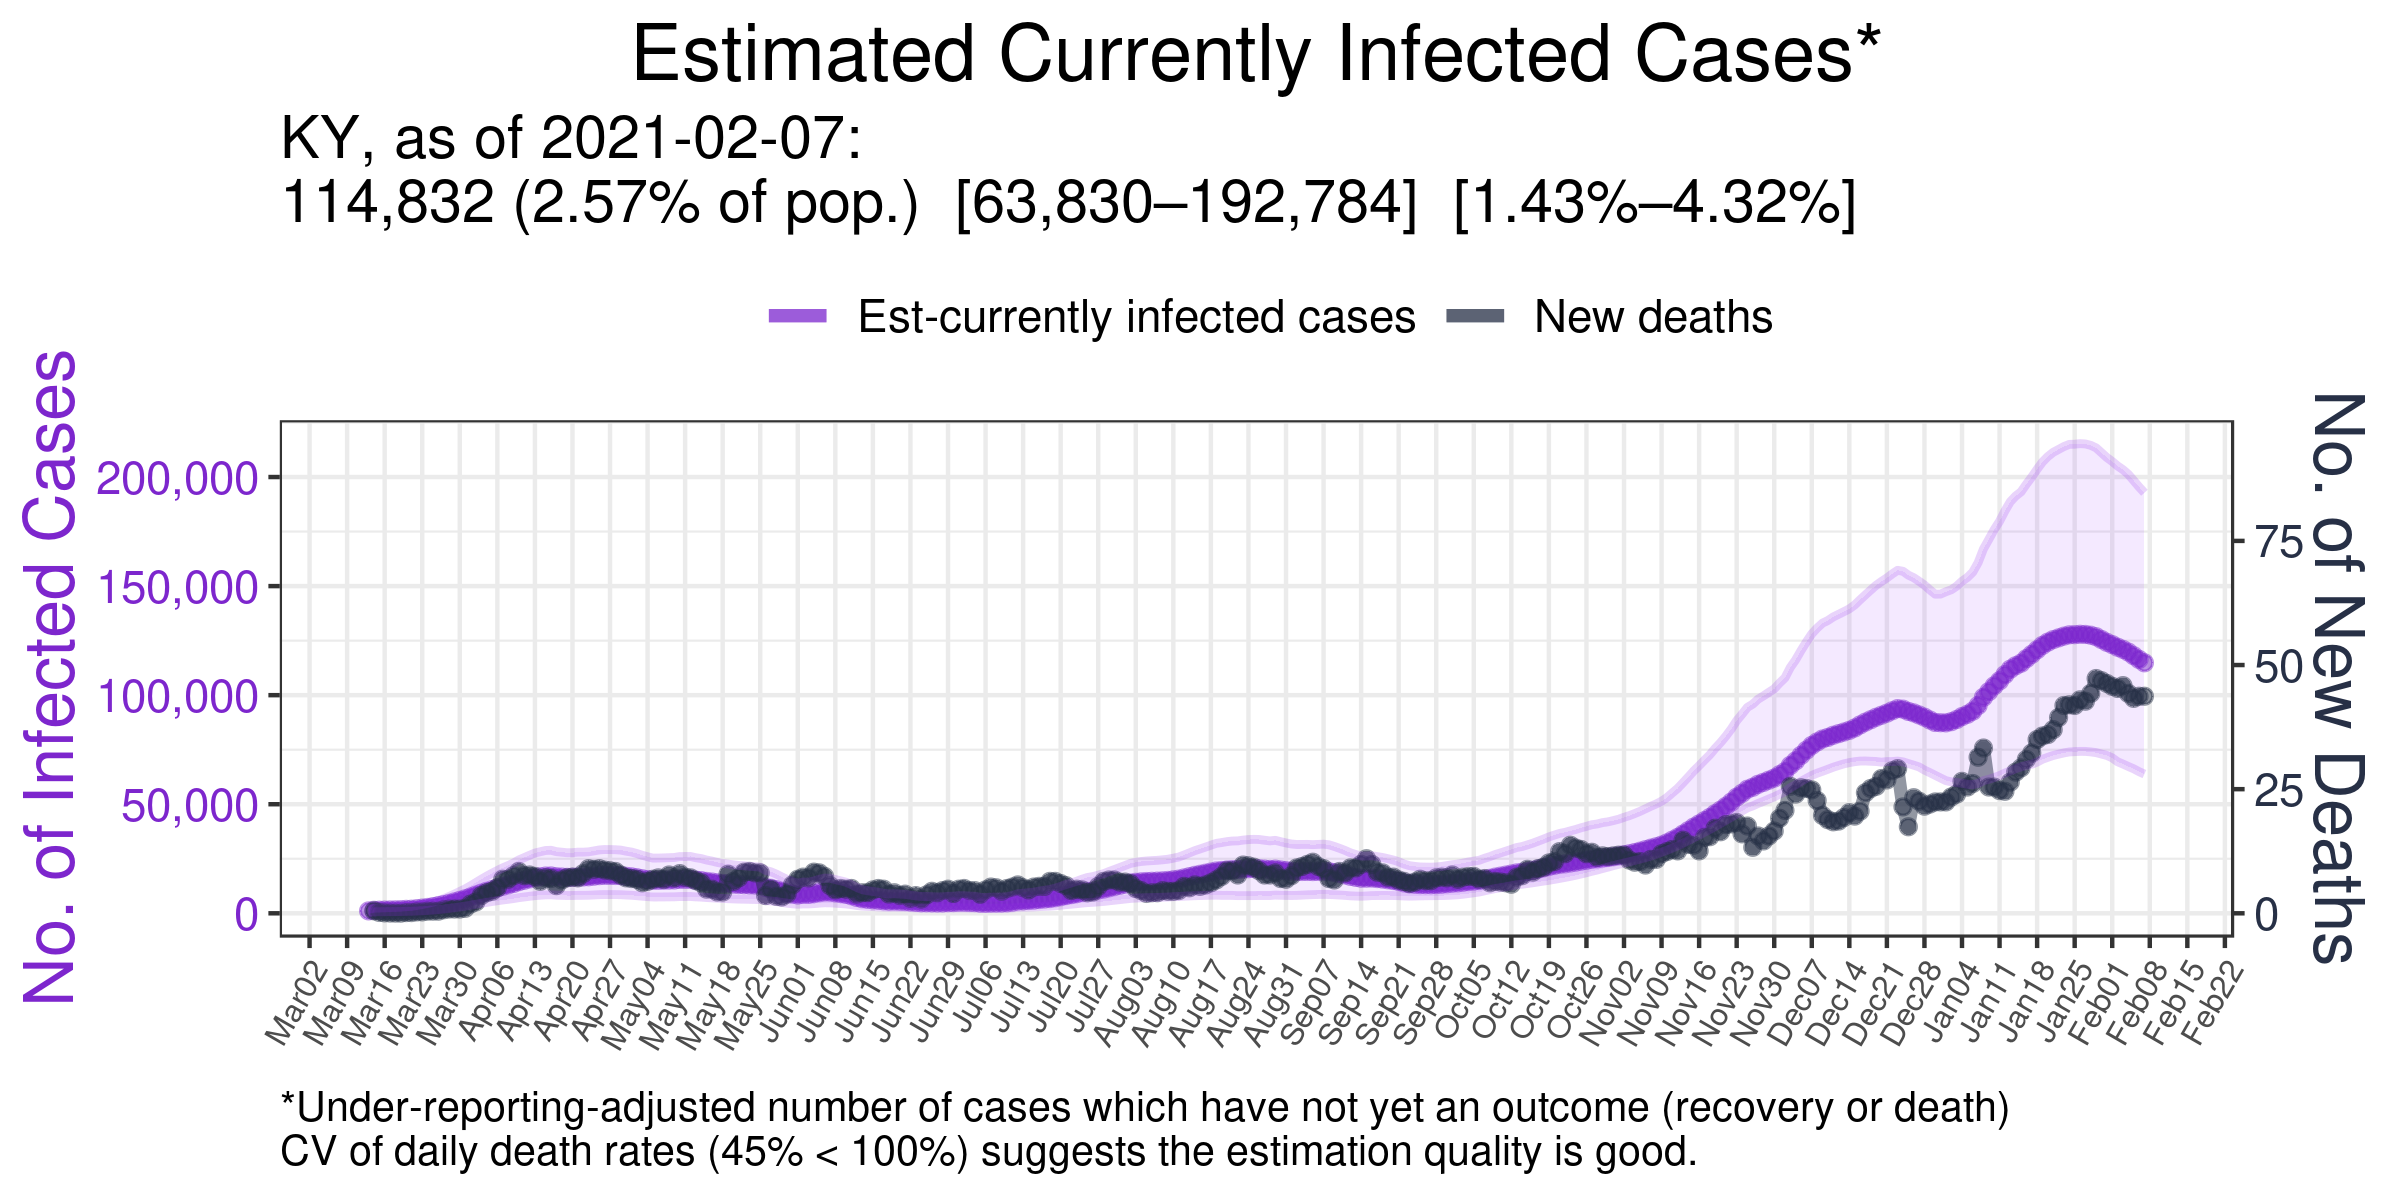 Estimated Currently Infected Cases*
KY, as of 2021-02-07:
114,832 (2.57% of pop.) [63,830–192,784] [1.43%–4.32%]
Est-currently infected cases New deaths
No. of Infected Cases
200,000
150,000
100,000
50,000
0
75
50
25
0
No. of New Deaths
Mar02 Mar09 Mar16 Mar23 Mar30 Apr06 Apr13 Apr20 Apr27 May04 May11 May18 May25 Jun01 Jun08 Jun15 Jun22 Jun29 Jul06 Jul13 Jul20 Jul27 Aug03 Aug10 Aug17 Aug24 Aug31 Sep07 Sep14 Sep21 Sep28 Oct05 Oct12 Oct19 Oct26 Nov02 Nov09 Nov16 Nov23 Nov30 Dec07 Dec14 Dec21 Dec28 Jan04 Jan11 Jan18 Jan25 Feb01 Feb08 Feb15 Feb22
*Under-reporting-adjusted number of cases which have not yet an outcome (recovery or death)
CV of daily death rates (45% < 100%) suggests the estimation quality is good.